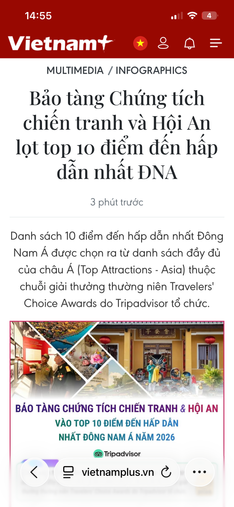 14:55
4
Vietnam+
MULTIMEDIA / INFOGRAPHICS
Bảo tàng Chứng tích
chiến tranh và Hội An
lọt top 10 điểm đến hấp
dẫn nhất ĐNA
3 phút trước
Danh sách 10 điểm đến hấp dẫn nhất Đông
Nam Á được chọn ra từ danh sách đầy đủ
của châu Á (Top Attractions - Asia) thuộc
chuỗi giải thưởng thường niên Travelers'
Choice Awards do Tripadvisor tổ chức.
BẢO TÀNG CHỨNG TÍCH CHIẾN TRANH & HỘI AN
VÀO TOP 10 ĐIỂM ĐẾN HẤP DẪN
NHẤT ĐÔNG NAM Á NĂM 2026
Tripadvisor
vietnamplus.vn